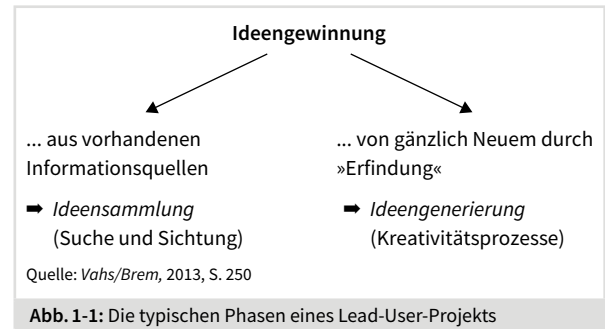 Ideengewinnung
... aus vorhandenen
Informationsquellen
➡ Ideensammlung
(Suche und Sichtung)
... von gänzlich Neuem durch
»Erfindung«
➡ Ideengenerierung
(Kreativitätsprozesse)
Quelle: Vahs/Brem, 2013, S. 250
Abb. 1-1: Die typischen Phasen eines Lead-User-Projekts